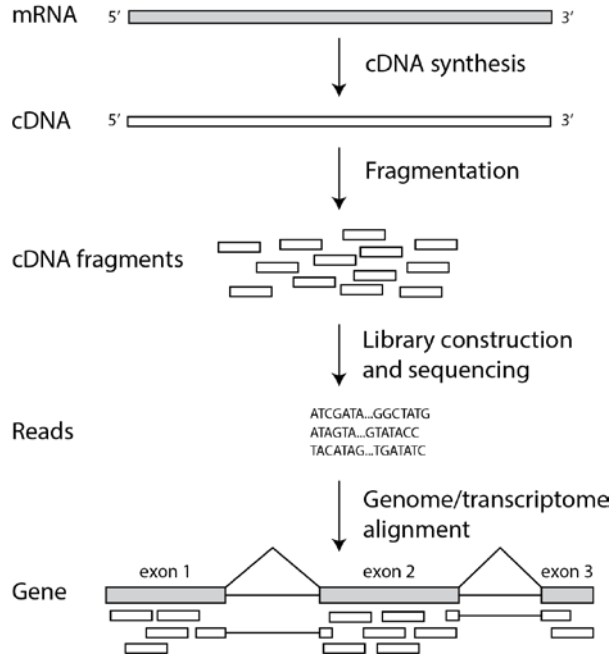 mRNA 5′ 3′
cDNA synthesis
cDNA 5′ 3′
Fragmentation
cDNA fragments
Library construction
and sequencing
ATCGATA...GGCTATG
Reads ATAGTA...GTATACC
TACATAG...TGATATC
Genome/transcriptome
alignment
exon 1 exon 2 exon 3
Gene